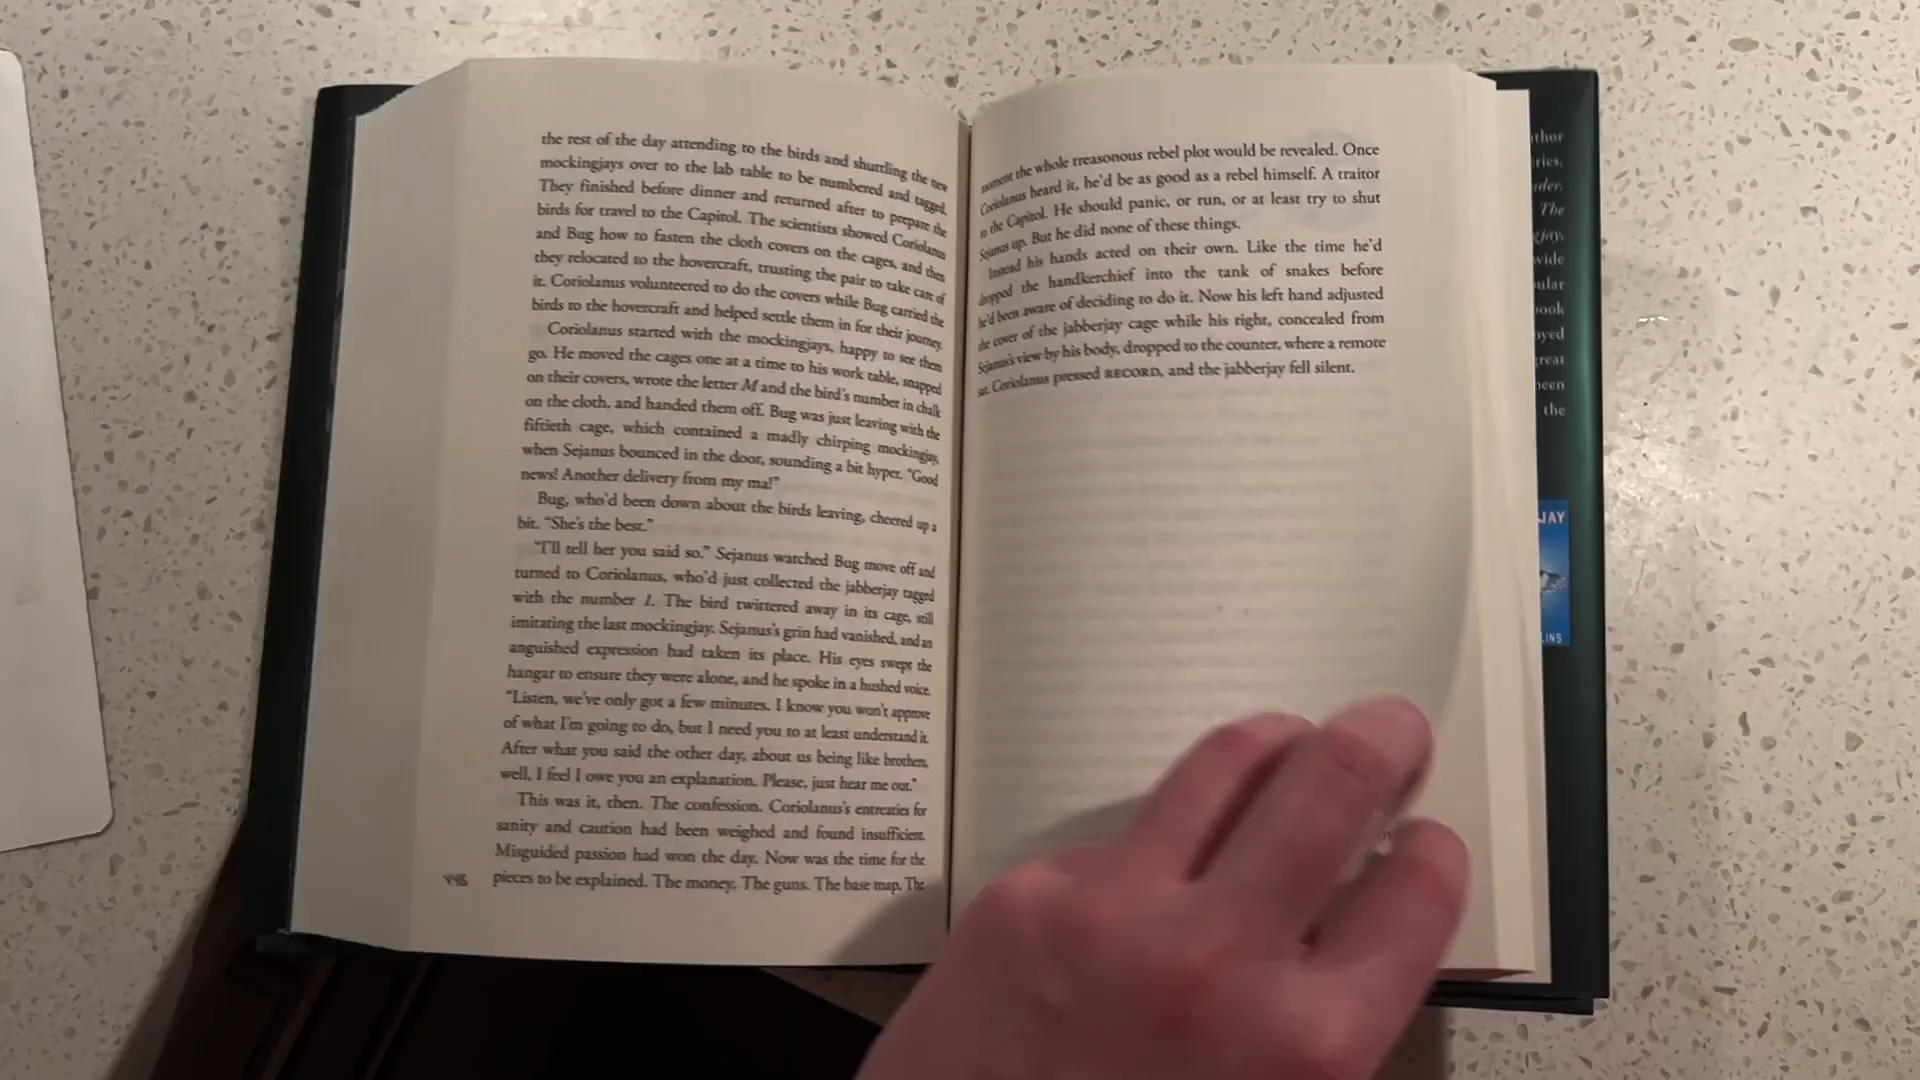 the rest of the day attending to the birds and shuttling the new
mockingjays over to the lab table to be numbered and tagged.
They finished before dinner and returned after to prepare the
birds for travel to the Capitol. The scientists showed Coriolanus
and Bug how to fasten the cloth covers on the cages, and then
they relocated to the hovercraft, trusting the pair to take care of
it. Coriolanus volunteered to do the covers while Bug carried the
birds to the hovercraft and helped settle them in for their journey.
Coriolanus started with the mockingjays, happy to see them
go. He moved the cages one at a time to his work table, snapped
on their covers, wrote the letter M and the bird's number in chalk
on the cloth, and handed them off. Bug was just leaving with the
fiftieth cage, which contained a madly chirping mockingjay,
when Sejanus bounced in the door, sounding a bit hyper. "Good
news! Another delivery from my ma!"
Bug, who'd been down about the birds leaving, cheered up a
bit. "She's the best."
"I'll tell her you said so." Sejanus watched Bug move off and
turned to Coriolanus, who'd just collected the jabberjay tagged
with the number 1. The bird twittered away in its cage, still
imitating the last mockingjay. Sejanus's grin had vanished, and an
anguished expression had taken its place. His eyes swept the
hangar to ensure they were alone, and he spoke in a hushed voice.
"Listen, we've only got a few minutes. I know you won't approve
of what I'm going to do, but I need you to at least understand it.
After what you said the other day, about us being like brothers,
well, I feel I owe you an explanation. Please, just hear me out."
This was it, then. The confession. Coriolanus's entreaties for
sanity and caution had been weighed and found insufficient.
Misguided passion had won the day. Now was the time for the
pieces to be explained. The money. The guns. The base map. The
moment the whole treasonous rebel plot would be revealed. Once
Coriolanus heard it, he'd be as good as a rebel himself. A traitor
to the Capitol. He should panic, or run, or at least try to shut
Sejanus up. But he did none of these things.
Instead his hands acted on their own. Like the time he'd
dropped the handkerchief into the tank of snakes before
he'd been aware of deciding to do it. Now his left hand adjusted
the cover of the jabberjay cage while his right, concealed from
Sejanus's view by his body, dropped to the counter, where a remote
sat. Coriolanus pressed RECORD, and the jabberjay fell silent.
The
wide
book
great
been
the
JAY